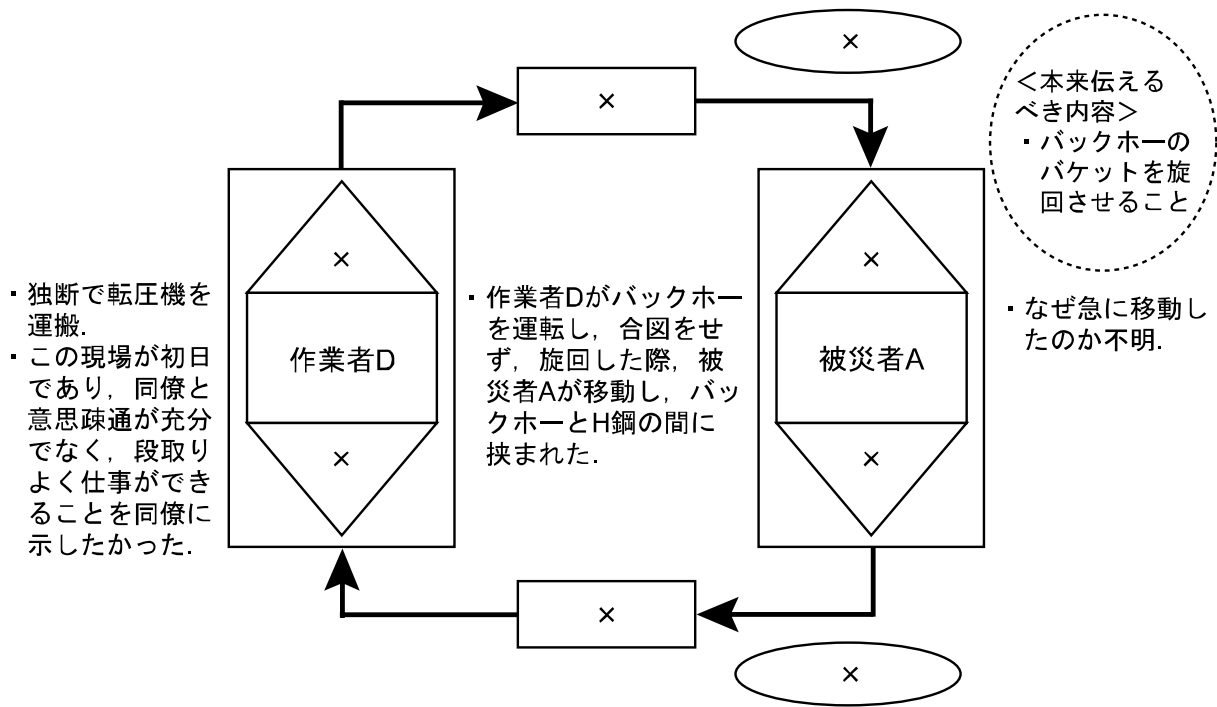 ×
×
＜本来伝える
べき内容＞
・バックホーの
バケットを旋
回させること
×
×
・独断で転圧機を
運搬.
・この現場が初日
であり，同僚と
意思疎通が充分
でなく，段取り
よく仕事ができ
ることを同僚に
示したかった.
作業者D
・作業者Dがバックホー
を運転し，合図をせ
ず，旋回した際，被
災者Aが移動し，バッ
クホーとH鋼の間に
挟まれた.
被災者A
・なぜ急に移動し
たのか不明.
×
×
×
×